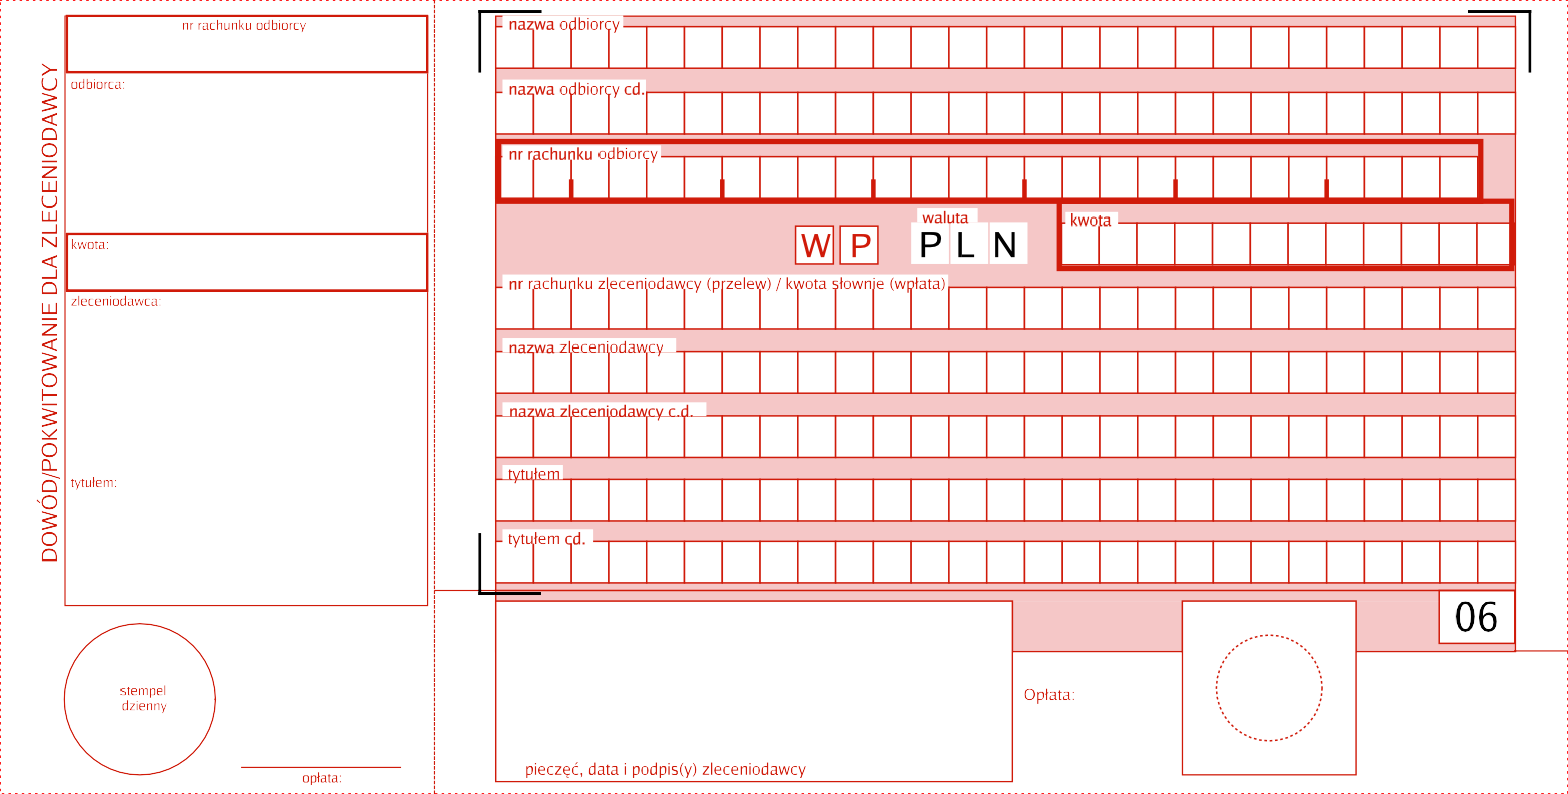 DOWÓD/POKWITOWANIE DLA ZLECENIODAWCY
nr rachunku odbiorcy
odbiorca:
kwota:
zleceniodawca:
tytułem:
stempel
dzienny
opłata:
nazwa odbiorcy
nazwa odbiorcy cd.
nr rachunku odbiorcy
W P
waluta
PLN
kwota
nr rachunku zleceniodawcy (przelew) / kwota słownie (wpłata)
nazwa zleceniodawcy
nazwa zleceniodawcy c.d.
tytułem
tytułem cd.
06
Opłata:
pieczęć, data i podpis(y) zleceniodawcy